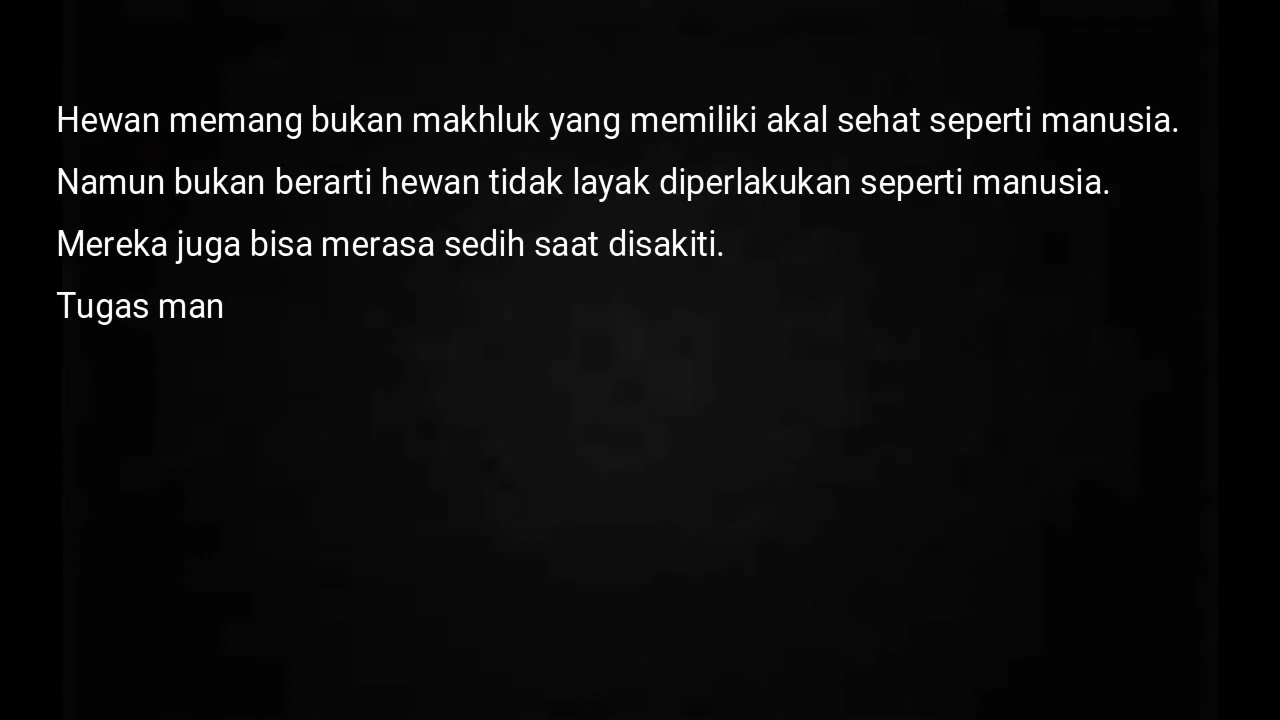 Hewan memang bukan makhluk yang memiliki akal sehat seperti manusia.
Namun bukan berarti hewan tidak layak diperlakukan seperti manusia.
Mereka juga bisa merasa sedih saat disakiti.
Tugas man